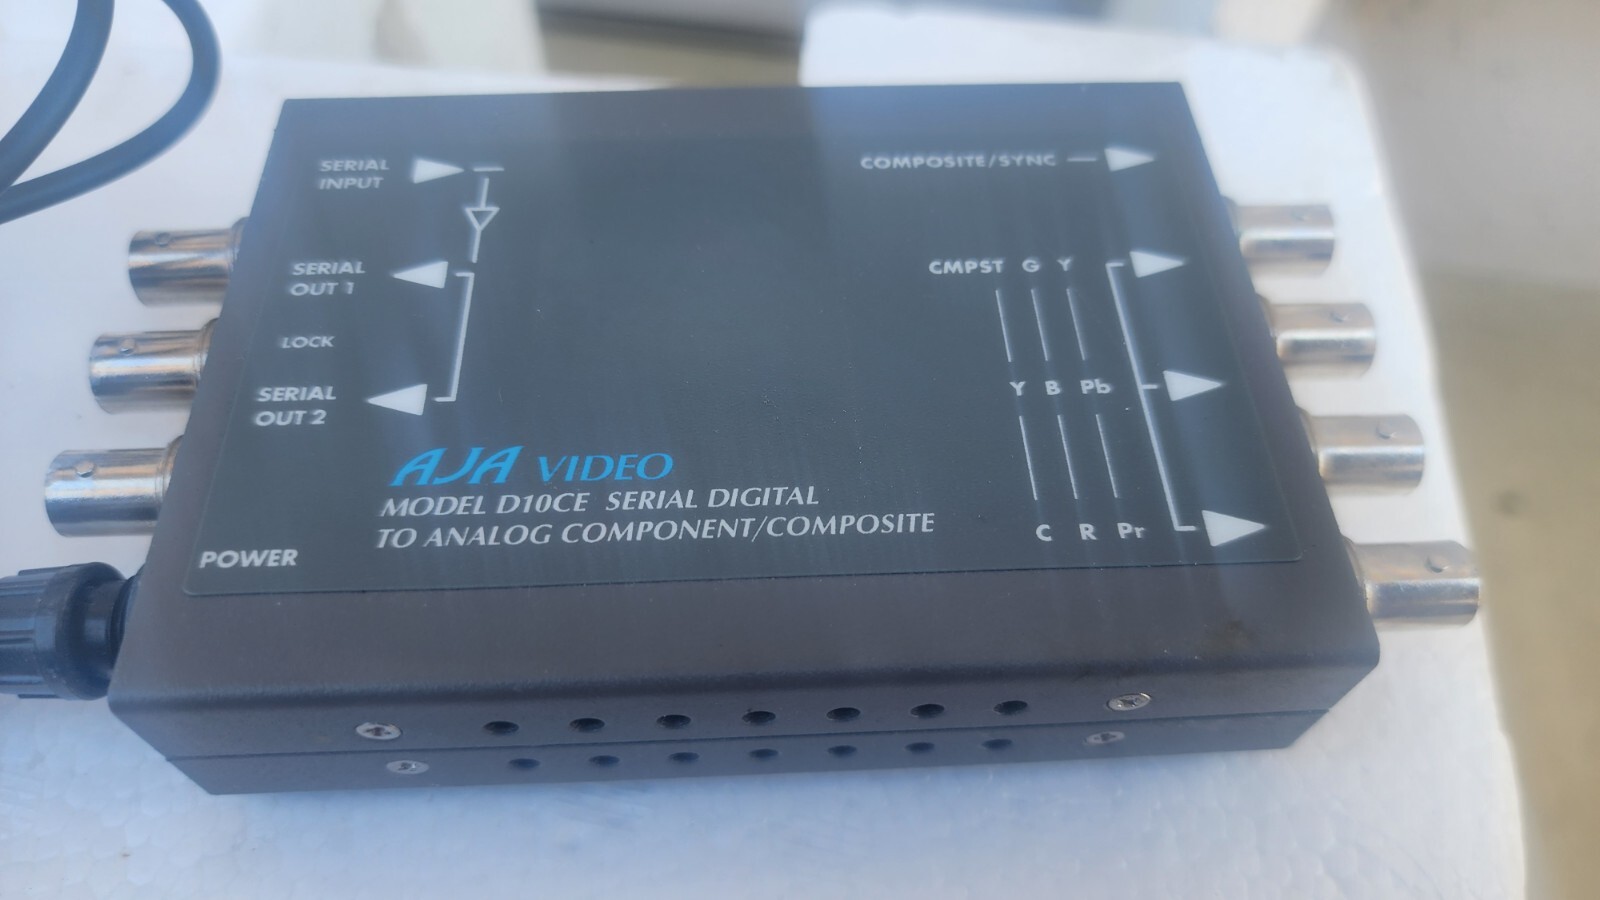 SERIAL
INPUT
COMPOSITE/SYNC
SERIAL
OUT 1
CMPST G Y
LOCK
SERIAL
OUT 2
Y B Pb
AJA VIDEO
MODEL D10CE SERIAL DIGITAL
TO ANALOG COMPONENT/COMPOSITE
C R Pr
POWER